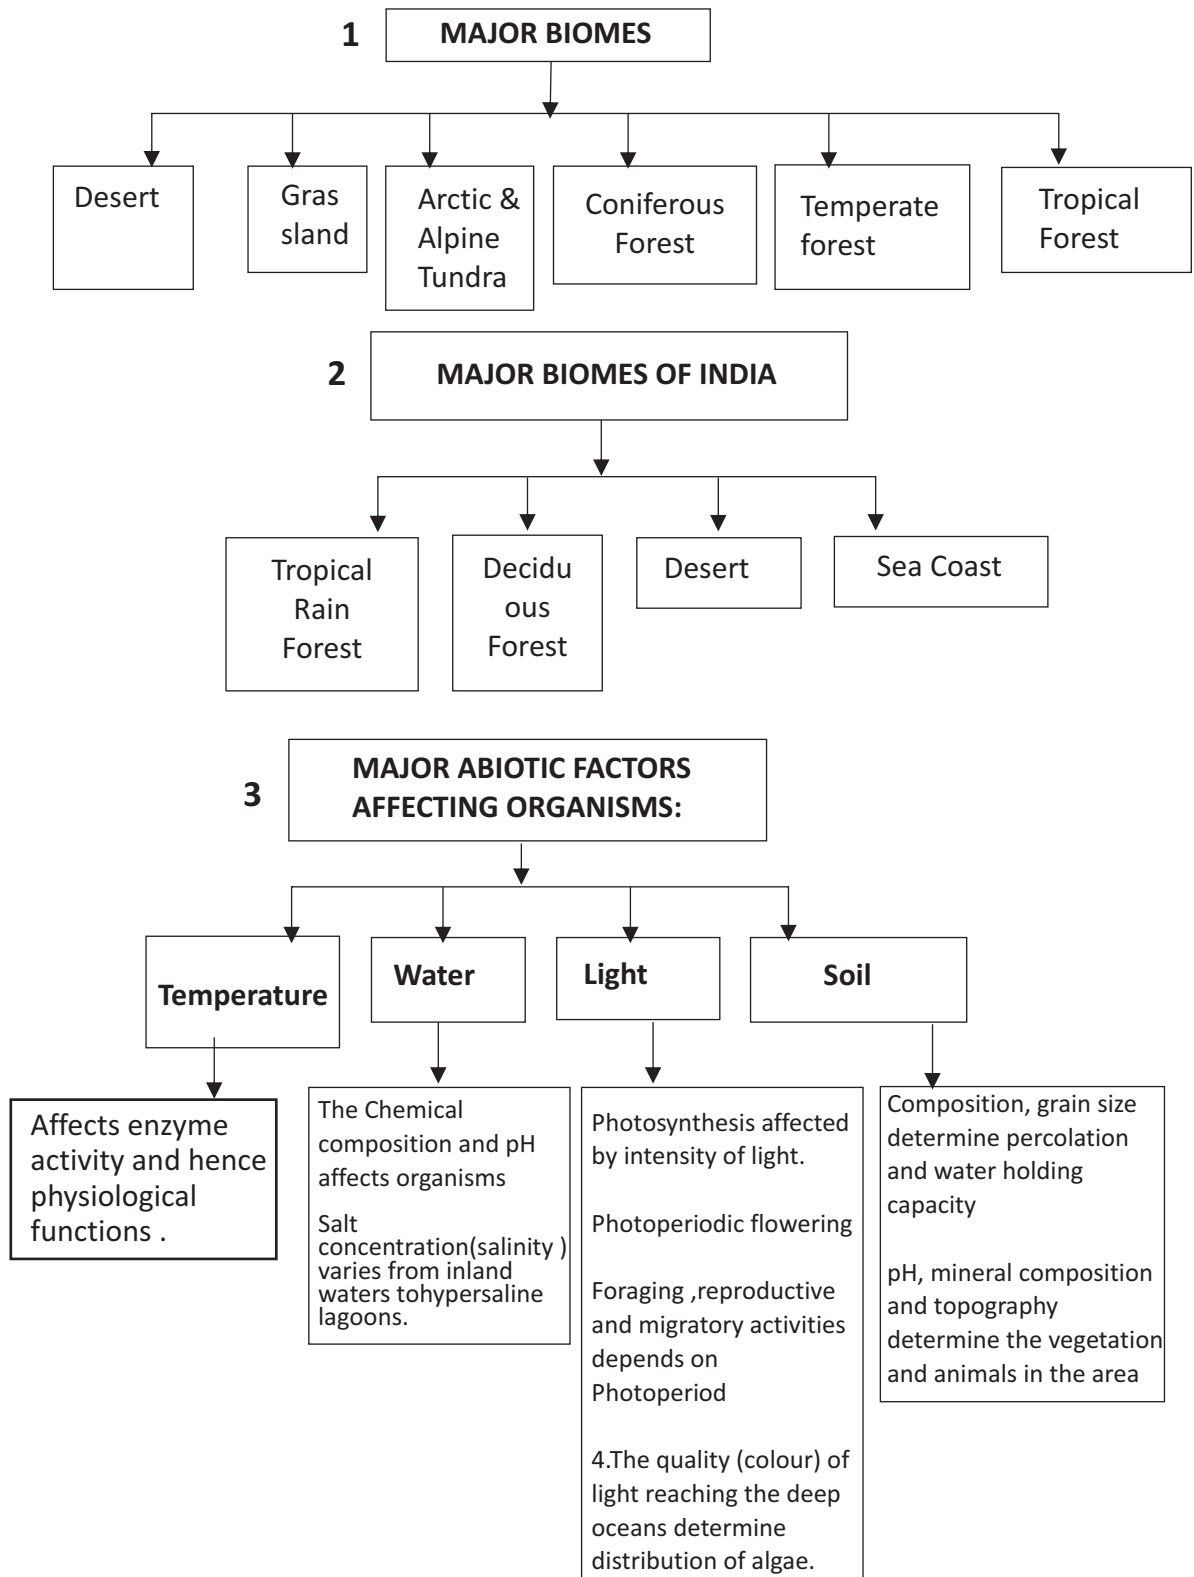 1
MAJOR BIOMES
Desert
Gras
sland
Arctic &
Alpine
Tundra
Coniferous
Forest
Temperate
forest
Tropical
Forest
2
MAJOR BIOMES OF INDIA
Tropical
Rain
Forest
Decidu
ous
Forest
Desert
Sea Coast
3
MAJOR ABIOTIC FACTORS
AFFECTING ORGANISMS:
Temperature
Water
Light
Soil
Affects enzyme
activity and hence
physiological
functions .
The Chemical
composition and pH
affects organisms
Salt
concentration(salinity )
varies from inland
waters tohypersaline
lagoons.
Photosynthesis affected
by intensity of light.
Photoperiodic flowering
Foraging ,reproductive
and migratory activities
depends on
Photoperiod
4.The quality (colour) of
light reaching the deep
oceans determine
distribution of algae.
Composition, grain size
determine percolation
and water holding
capacity
pH, mineral composition
and topography
determine the vegetation
and animals in the area